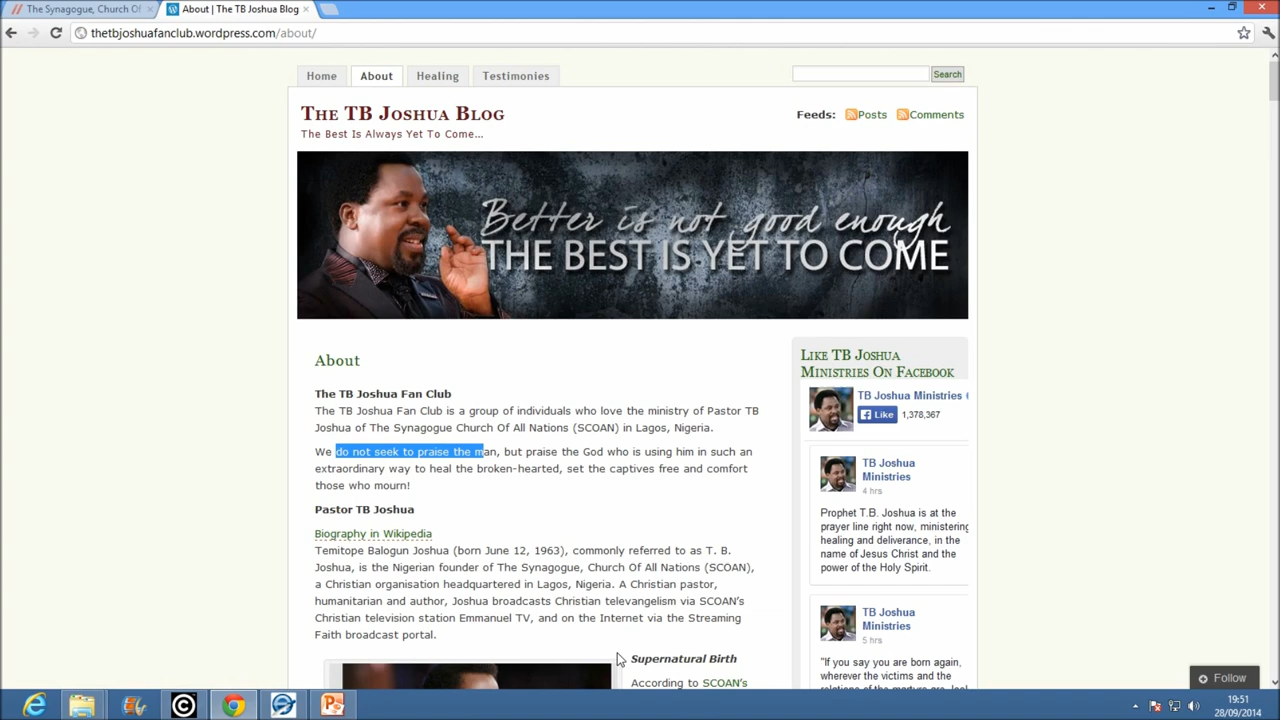 The Synagogue, Church Of
About | The TB Joshua Blog
thetbjoshuafanclub.wordpress.com/about/
Home
About
Healing
Testimonies
Search
The TB Joshua Blog
The Best Is Always Yet To Come...
Feeds:
Posts
Comments
Better is not good enough
THE BEST IS YET TO COME
About
The TB Joshua Fan Club
The TB Joshua Fan Club is a group of individuals who love the ministry of Pastor TB
Joshua of The Synagogue Church Of All Nations (SCOAN) in Lagos, Nigeria.
We do not seek to praise the man, but praise the God who is using him in such an
extraordinary way to heal the broken-hearted, set the captives free and comfort
those who mourn!
Pastor TB Joshua
Biography in Wikipedia
Temitope Balogun Joshua (born June 12, 1963), commonly referred to as T. B.
Joshua, is the Nigerian founder of The Synagogue, Church Of All Nations (SCOAN),
a Christian organisation headquartered in Lagos, Nigeria. A Christian pastor,
humanitarian and author, Joshua broadcasts Christian televangelism via SCOAN's
Christian television station Emmanuel TV, and on the Internet via the Streaming
Faith broadcast portal.
Supernatural Birth
According to SCOAN's
Like TB Joshua
Ministries On Facebook
TB Joshua Ministries
Like
1,378,367
TB Joshua
Ministries
4 hrs
Prophet T.B. Joshua is at the
prayer line right now, ministering
healing and deliverance, in the
name of Jesus Christ and the
power of the Holy Spirit.
TB Joshua
Ministries
5 hrs
"If you say you are born again,
wherever the victims and the
relations of the martyre are, look
Follow
19:51
28/09/2014